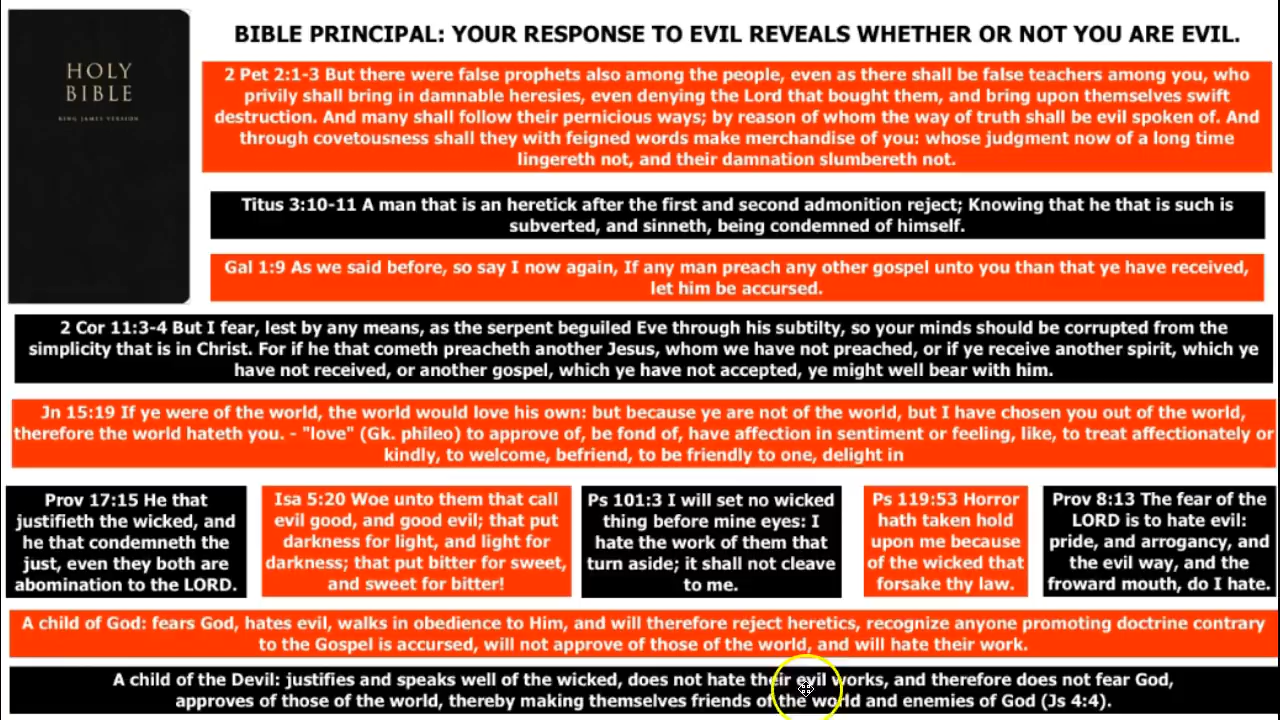 HOLY
BIBLE
KING JAMES VERSION
BIBLE PRINCIPAL: YOUR RESPONSE TO EVIL REVEALS WHETHER OR NOT YOU ARE EVIL.
2 Pet 2:1-3 But there were false prophets also among the people, even as there shall be false teachers among you, who
privily shall bring in damnable heresies, even denying the Lord that bought them, and bring upon themselves swift
destruction. And many shall follow their pernicious ways; by reason of whom the way of truth shall be evil spoken of. And
through covetousness shall they with feigned words make merchandise of you: whose judgment now of a long time
lingereth not, and their damnation slumbereth not.
Titus 3:10-11 A man that is an heretick after the first and second admonition reject; Knowing that he that is such is
subverted, and sinneth, being condemned of himself.
Gal 1:9 As we said before, so say I now again, If any man preach any other gospel unto you than that ye have received,
let him be accursed.
2 Cor 11:3-4 But I fear, lest by any means, as the serpent beguiled Eve through his subtilty, so your minds should be corrupted from the
simplicity that is in Christ. For if he that cometh preacheth another Jesus, whom we have not preached, or if ye receive another spirit, which ye
have not received, or another gospel, which ye have not accepted, ye might well bear with him.
Jn 15:19 If ye were of the world, the world would love his own: but because ye are not of the world, but I have chosen you out of the world,
therefore the world hateth you. - "love" (Gk. phileo) to approve of, be fond of, have affection in sentiment or feeling, like, to treat affectionately or
kindly, to welcome, befriend, to be friendly to one, delight in
Prov 17:15 He that
justifieth the wicked, and
he that condemneth the
just, even they both are
abomination to the LORD.
Isa 5:20 Woe unto them that call
evil good, and good evil; that put
darkness for light, and light for
darkness; that put bitter for sweet,
and sweet for bitter!
Ps 101:3 I will set no wicked
thing before mine eyes: I
hate the work of them that
turn aside; it shall not cleave
to me.
Ps 119:53 Horror
hath taken hold
upon me because
of the wicked that
forsake thy law.
Prov 8:13 The fear of the
LORD is to hate evil:
pride, and arrogancy, and
the evil way, and the
froward mouth, do I hate.
A child of God: fears God, hates evil, walks in obedience to Him, and will therefore reject heretics, recognize anyone promoting doctrine contrary
to the Gospel is accursed, will not approve of those of the world, and will hate their work.
A child of the Devil: justifies and speaks well of the wicked, does not hate their evil works, and therefore does not fear God,
approves of those of the world, thereby making themselves friends of the world and enemies of God (Js 4:4).